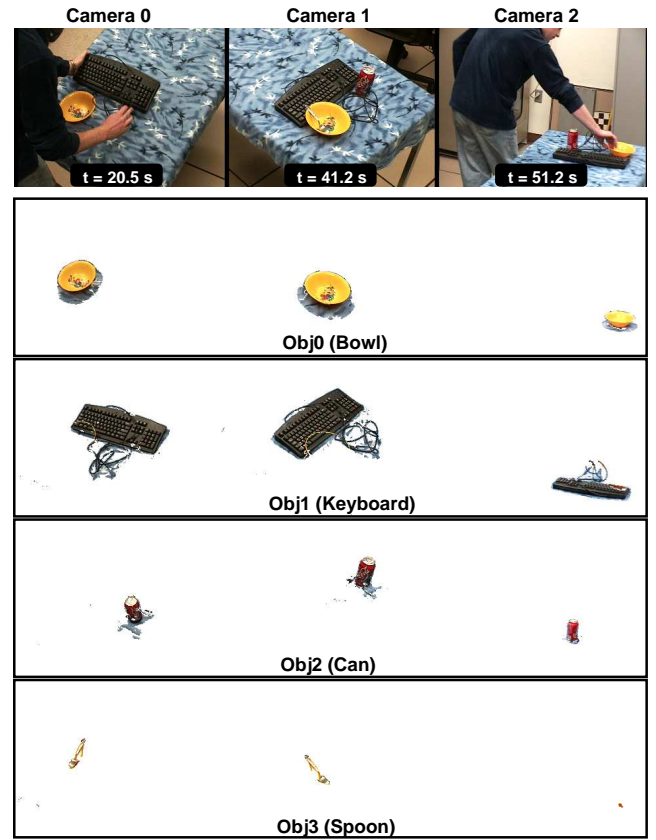 Camera 0 Camera 1 Camera 2
t = 20.5 s t = 41.2 s t = 51.2 s
Obj0 (Bowl)
Obj1 (Keyboard)
Obj2 (Can)
Obj3 (Spoon)